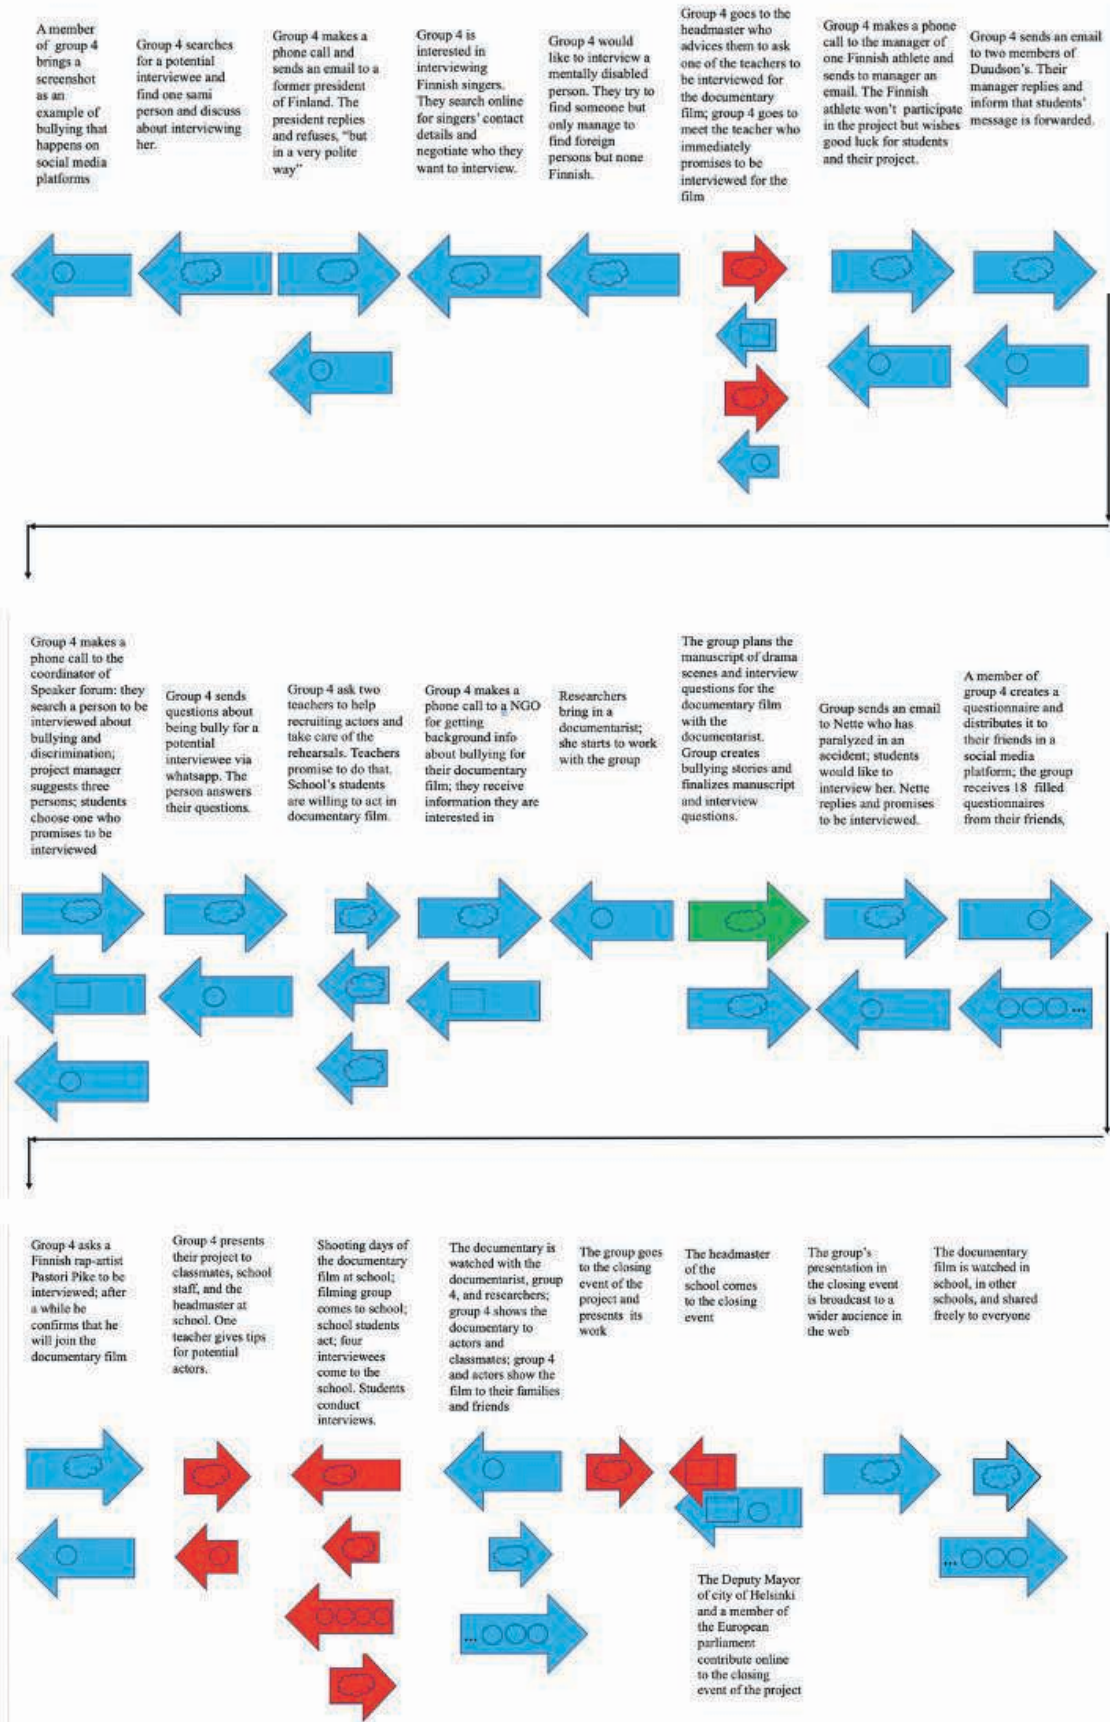 A member
of group 4
brings a
screenshot
as an
example of
bullying that
happens on
social media
platforms
Group 4 searches
for a potential
interviewee and
find one sami
person and discuss
about interviewing
her.
Group 4 makes a
phone call and
sends an email to a
former president
of Finland. The
president replies
and refuses, "but
in a very polite
way"
Group 4 is
interested in
interviewing
Finnish singers.
They search online
for singers' contact
details and
negotiate who they
want to interview.
Group 4 would
like to interview a
mentally disabled
person. They try to
find someone but
only manage to
find foreign
persons but none
Finnish.
Group 4 goes to the
headmaster who
advices them to ask
one of the teachers to
be interviewed for
the documentary
film; group 4 goes to
meet the teacher who
immediately
promises to be
interviewed for the
film
Group 4 makes a phone
call to the manager of
one Finnish athlete and
sends to manager an
email. The Finnish
athlete won't participate
in the project but wishes
good luck for students
and their project.
Group 4 sends an email
to two members of
Duudson's. Their
manager replies and
inform that students'
message is forwarded.
Group 4 makes a
phone call to the
coordinator of
Speaker forum: they
search a person to be
interviewed about
bullying and
discrimination;
project manager
suggests three
persons; students
choose one who
promises to be
interviewed
Group 4 sends
questions about
being bully for a
potential
interviewee via
whatsapp. The
person answers
their questions.
Group 4 ask two
teachers to help
recruiting actors and
take care of the
rehearsals. Teachers
promise to do that.
School's students
are willing to act in
documentary film.
Group 4 makes a
phone call to a NGO
for getting
background info
about bullying for
their documentary
film; they receive
information they are
interested in
Researchers
bring in a
documentarist;
she starts to work
with the group
The group plans the
manuscript of drama
scenes and interview
questions for the
documentary film
with the
documentarist.
Group creates
bullying stories and
finalizes manuscript
and interview
questions.
Group sends an email
to Nette who has
paralyzed in an
accident; students
would like to
interview her. Nette
replies and promises
to be interviewed.
A member of
group 4 creates a
questionnaire and
distributes it to
their friends in a
social media
platform; the group
receives 18 filled
questionnaires
from their friends,
...
Group 4 asks a
Finnish rap-artist
Pastori Pike to be
interviewed; after
a while he
confirms that he
will join the
documentary film
Group 4 presents
their project to
classmates, school
staff, and the
headmaster at
school. One
teacher gives tips
for potential
actors.
Shooting days of
the documentary
film at school;
filming group
comes to school;
school students
act; four
interviewees
come to the
school. Students
conduct
interviews.
The documentary is
watched with the
documentarist, group
4, and researchers;
group 4 shows the
documentary to
actors and
classmates; group 4
and actors show the
film to their families
and friends
The group goes
to the closing
event of the
project and
presents its
work
The headmaster
of the
school comes
to the closing
event
The group's
presentation in
the closing event
is broadcast to a
wider aucience in
the web
The documentary
film is watched in
school, in other
schools, and shared
freely to everyone
...
...
The Deputy Mayor
of city of Helsinki
and a member of
the European
parliament
contribute online
to the closing
event of the project